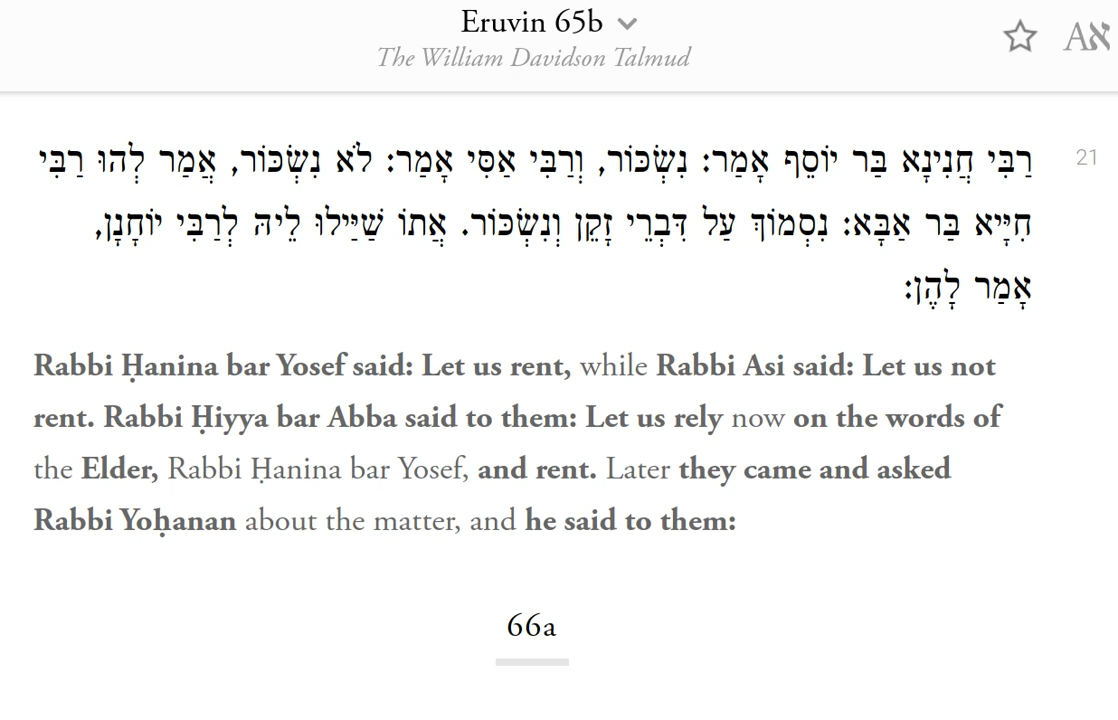 Eruvin 65b
The William Davidson Talmud
Aא
21
רַבִּי חֲנִינָא בַּר יוֹסֵף אָמַר: נִשְׂכּוֹר, וְרַבִּי אַסִּי אָמַר: לֹא נִשְׂכּוֹר, אֲמַר לְהוּ רַבִּי
חִיָּיא בַּר אַבָּא: נִסְמוֹךְ עַל דִּבְרֵי זָקֵן וְנִשְׂכּוֹר. אֲתוֹ שַׁיַּילוּ לֵיהּ לְרַבִּי יוֹחָנָן,
אָמַר לָהֶן:
Rabbi Ḥanina bar Yosef said: Let us rent, while Rabbi Asi said: Let us not
rent. Rabbi Ḥiyya bar Abba said to them: Let us rely now on the words of
the Elder, Rabbi Ḥanina bar Yosef, and rent. Later they came and asked
Rabbi Yoḥanan about the matter, and he said to them:
66a